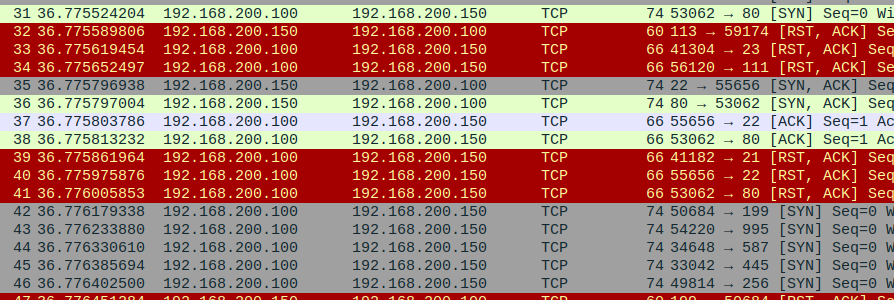 31 36.775524204 192.168.200.100 192.168.200.150 TCP 74 53062 → 80 [SYN] Seq=0 Wi
32 36.775589806 192.168.200.150 192.168.200.100 TCP 60 113 → 59174 [RST, ACK] Se
33 36.775619454 192.168.200.100 192.168.200.150 TCP 66 41304 → 23 [RST, ACK] Seq
34 36.775652497 192.168.200.100 192.168.200.150 TCP 66 56120 → 111 [RST, ACK] Se
35 36.775796938 192.168.200.150 192.168.200.100 TCP 74 22 → 55656 [SYN, ACK] Seq
36 36.775797004 192.168.200.150 192.168.200.100 TCP 74 80 → 53062 [SYN, ACK] Seq
37 36.775803786 192.168.200.100 192.168.200.150 TCP 66 55656 → 22 [ACK] Seq=1 Ac
38 36.775813232 192.168.200.100 192.168.200.150 TCP 66 53062 → 80 [ACK] Seq=1 Ac
39 36.775861964 192.168.200.100 192.168.200.150 TCP 66 41182 → 21 [RST, ACK] Seq
40 36.775975876 192.168.200.100 192.168.200.150 TCP 66 55656 → 22 [RST, ACK] Seq
41 36.776005853 192.168.200.100 192.168.200.150 TCP 66 53062 → 80 [RST, ACK] Seq
42 36.776179338 192.168.200.100 192.168.200.150 TCP 74 50684 → 199 [SYN] Seq=0 W
43 36.776233880 192.168.200.100 192.168.200.150 TCP 74 54220 → 995 [SYN] Seq=0 W
44 36.776330610 192.168.200.100 192.168.200.150 TCP 74 34648 → 587 [SYN] Seq=0 W
45 36.776385694 192.168.200.100 192.168.200.150 TCP 74 33042 → 445 [SYN] Seq=0 W
46 36.776402500 192.168.200.100 192.168.200.150 TCP 74 49814 → 256 [SYN] Seq=0 W